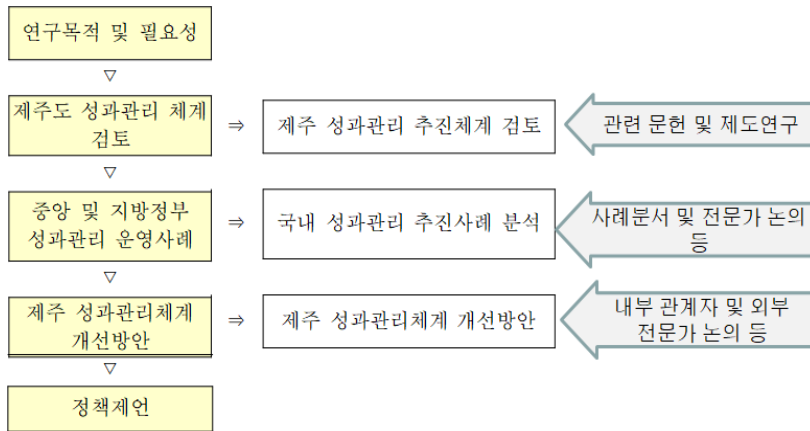 연구목적 및 필요성
▽
제주도 성과관리 체계
검토
⇒
제주 성과관리 추진체계 검토
관련 문헌 및 제도연구
▽
중앙 및 지방정부
성과관리 운영사례
⇒
국내 성과관리 추진사례 분석
사례분서 및 전문가 논의
등
▽
제주 성과관리체계
개선방안
⇒
제주 성과관리체계 개선방안
내부 관계자 및 외부
전문가 논의 등
▽
정책제언